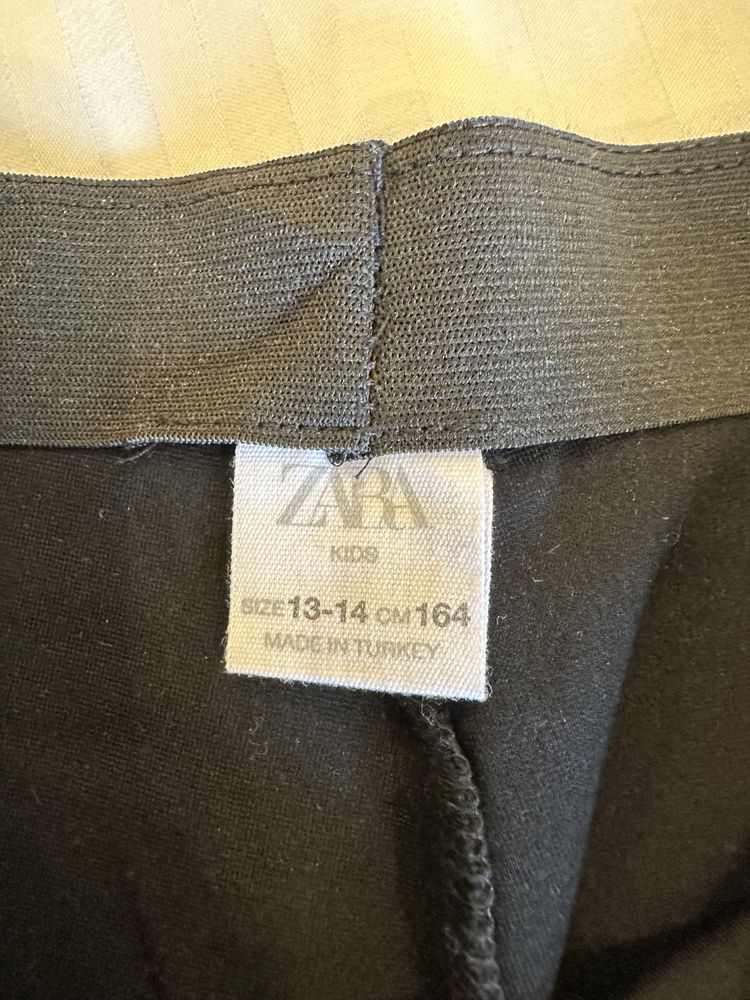 ZARA
KIDS
SIZE 13-14 CM 164
MADE IN TURKEY